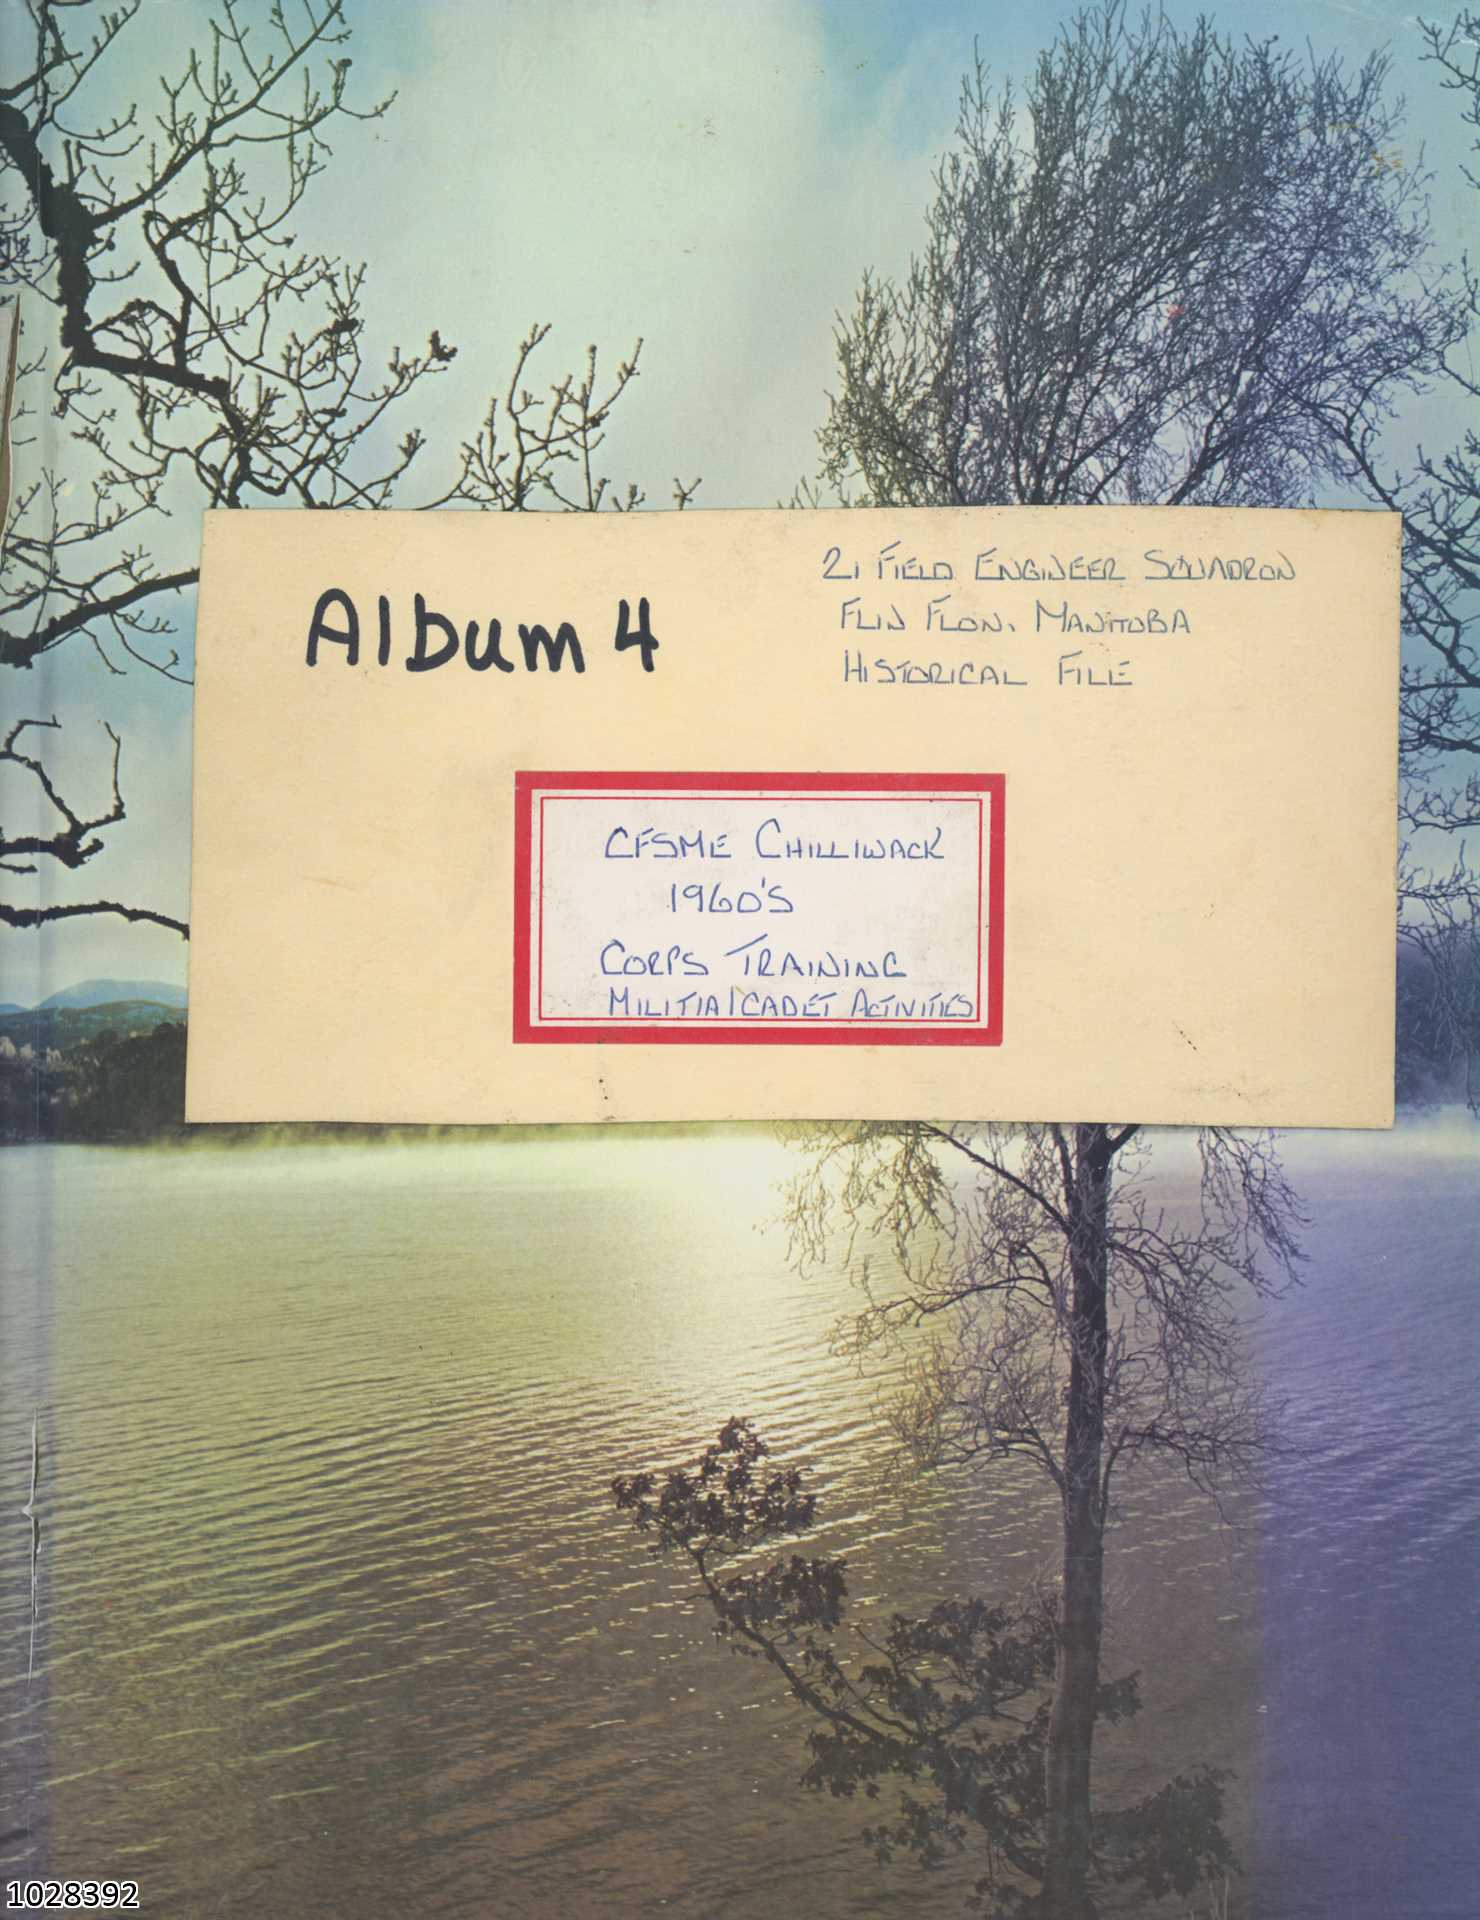 Album 4
21 FIELD ENGINEER SQUADRON
FLIN FLON, MANITOBA
HISTORICAL FILE
CFSME CHILLIWACK
1960'S
CORPS TRAINING
MILITIA/CADET ACTIVITIES
1028392